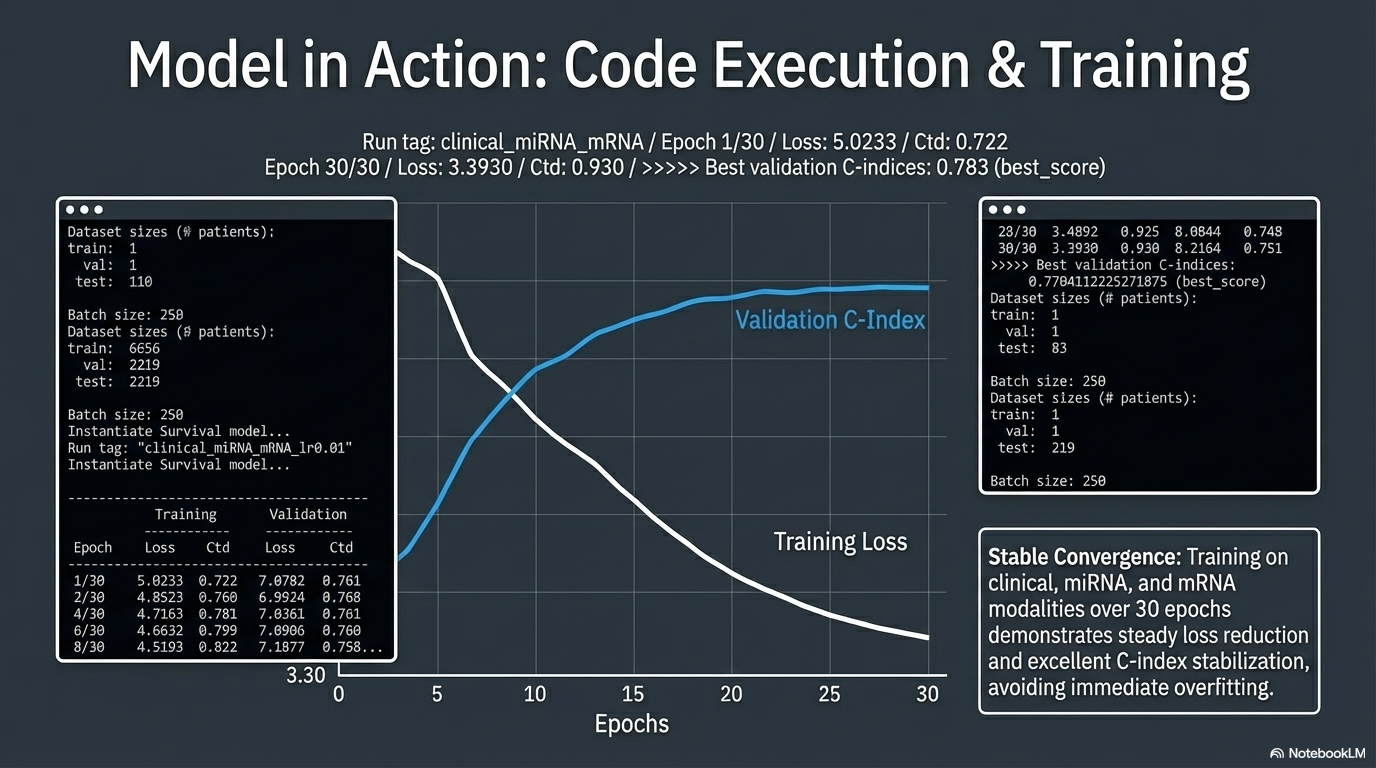 Model in Action: Code Execution & Training
Run tag: clinical_miRNA_mRNA / Epoch 1/30 / Loss: 5.0233 / Ctd: 0.722
Epoch 30/30 / Loss: 3.3930 / Ctd: 0.930 / >>>>> Best validation C-indices: 0.783 (best_score)
Dataset sizes (# patients):
train: 1
val: 1
test: 110
Batch size: 250
Dataset sizes (# patients):
train: 6656
val: 2219
test: 2219
Batch size: 250
Instantiate Survival model...
Run tag: "clinical_miRNA_mRNA_lr0.01"
Instantiate Survival model...
----------------------------------------
Training Validation
----------- -----------
Epoch Loss Ctd Loss Ctd
----------------------------------------
1/30 5.0233 0.722 7.0782 0.761
2/30 4.8523 0.760 6.9924 0.768
4/30 4.7163 0.781 7.0361 0.761
6/30 4.6632 0.799 7.0906 0.760
8/30 4.5193 0.822 7.1877 0.758...
Validation C-Index
Training Loss
3.30
0 5 10 15 20 25 30
Epochs
28/30 3.4892 0.925 8.0844 0.748
30/30 3.3930 0.930 8.2164 0.751
>>>>> Best validation C-indices:
0.7704112225271875 (best_score)
Dataset sizes (# patients):
train: 1
val: 1
test: 83
Batch size: 250
Dataset sizes (# patients):
train: 1
val: 1
test: 219
Batch size: 250
Stable Convergence: Training on
clinical, miRNA, and mRNA
modalities over 30 epochs
demonstrates steady loss reduction
and excellent C-index stabilization,
avoiding immediate overfitting.
NotebookLM